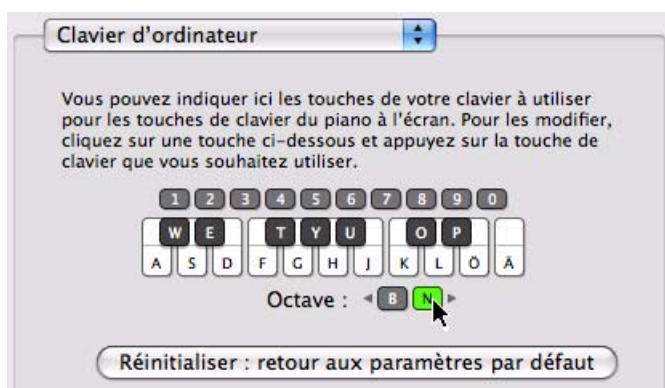 Clavier d'ordinateur
Vous pouvez indiquer ici les touches de votre clavier à utiliser
pour les touches de clavier du piano à l'écran. Pour les modifier,
cliquez sur une touche ci-dessous et appuyez sur la touche de
clavier que vous souhaitez utiliser.
1 2 3 4 5 6 7 8 9 0
W E T Y U O P
A S D F G H J K L Ö Ä
Octave : B N
Réinitialiser : retour aux paramètres par défaut